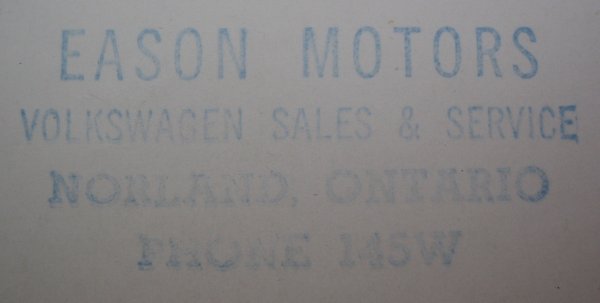 EASON MOTORS
VOLKSWAGEN SALES & SERVICE
NORLAND, ONTARIO
PHONE 145W